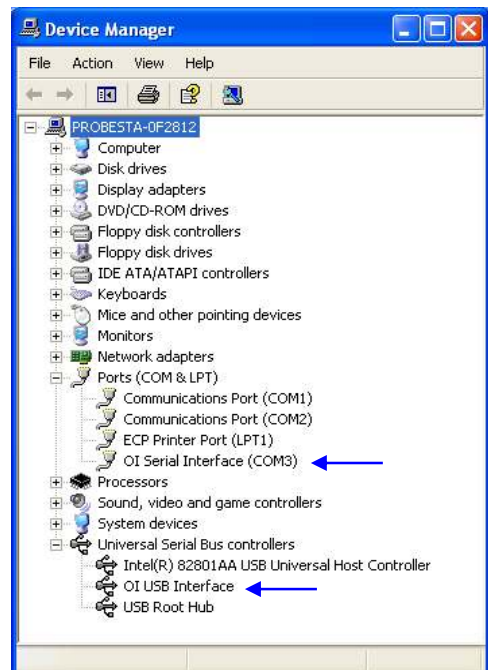 Device Manager
File Action View Help
PROBESTA-0F2812
Computer
Disk drives
Display adapters
DVD/CD-ROM drives
Floppy disk controllers
Floppy disk drives
IDE ATA/ATAPI controllers
Keyboards
Mice and other pointing devices
Monitors
Network adapters
Ports (COM & LPT)
Communications Port (COM1)
Communications Port (COM2)
ECP Printer Port (LPT1)
OI Serial Interface (COM3)
Processors
Sound, video and game controllers
System devices
Universal Serial Bus controllers
Intel(R) 82801AA USB Universal Host Controller
OI USB Interface
USB Root Hub